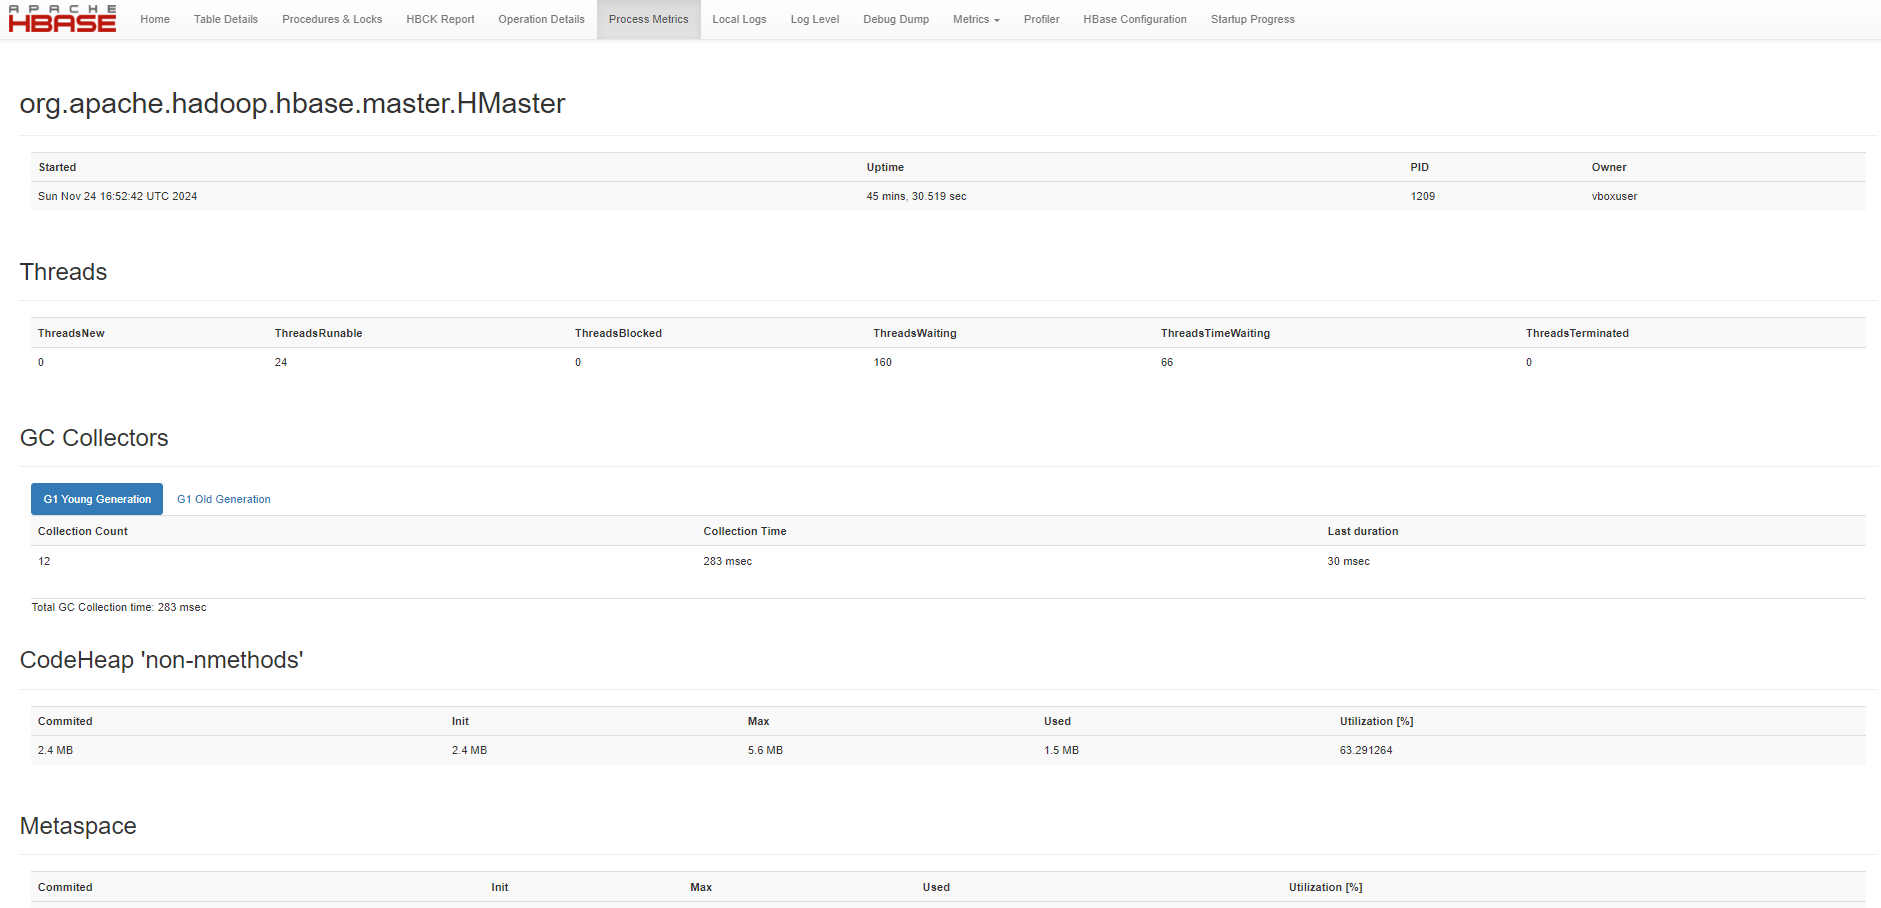 APACHE
HBASE
Home Table Details Procedures & Locks HBCK Report Operation Details Process Metrics Local Logs Log Level Debug Dump Metrics Profiler HBase Configuration Startup Progress
org.apache.hadoop.hbase.master.HMaster
Started Uptime PID Owner
Sun Nov 24 16:52:42 UTC 2024 45 mins, 30.519 sec 1209 vboxuser
Threads
ThreadsNew ThreadsRunable ThreadsBlocked ThreadsWaiting ThreadsTimeWaiting ThreadsTerminated
0 24 0 160 66 0
GC Collectors
G1 Young Generation G1 Old Generation
Collection Count Collection Time Last duration
12 283 msec 30 msec
Total GC Collection time: 283 msec
CodeHeap 'non-nmethods'
Commited Init Max Used Utilization [%]
2.4 MB 2.4 MB 5.6 MB 1.5 MB 63.291264
Metaspace
Commited Init Max Used Utilization [%]